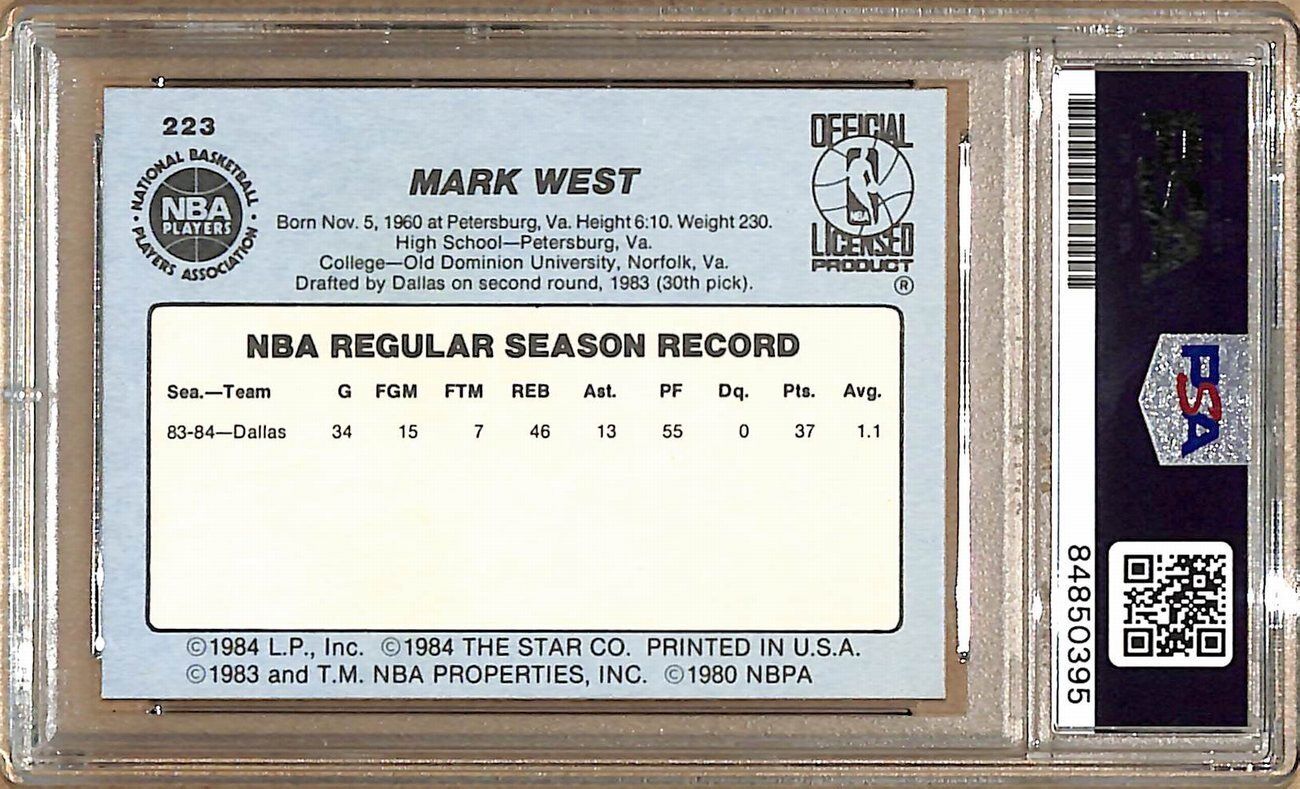 223
NATIONAL BASKETBALL
NBA
PLAYERS
PLAYERS ASSOCIATION
OFFICIAL
NBA
LICENSED
PRODUCT
®
MARK WEST
Born Nov. 5, 1960 at Petersburg, Va. Height 6:10. Weight 230.
High School—Petersburg, Va.
College—Old Dominion University, Norfolk, Va.
Drafted by Dallas on second round, 1983 (30th pick).
NBA REGULAR SEASON RECORD
Sea.—Team G FGM FTM REB Ast. PF Dq. Pts. Avg.
83-84—Dallas 34 15 7 46 13 55 0 37 1.1
©1984 L.P., Inc. ©1984 THE STAR CO. PRINTED IN U.S.A.
©1983 and T.M. NBA PROPERTIES, INC. ©1980 NBPA
PSA
84850395